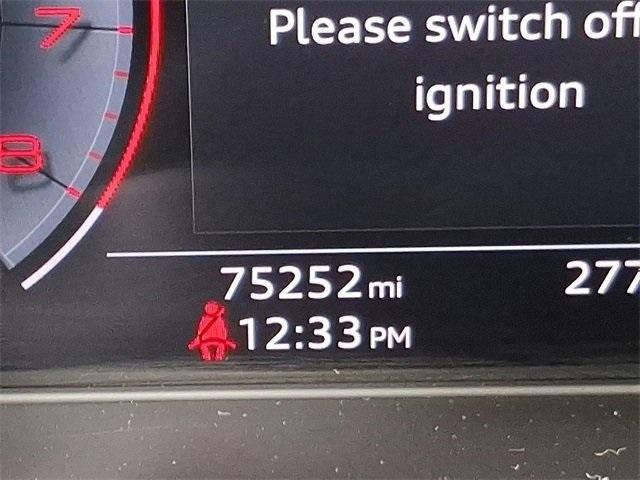 7
Please switch off
ignition
8
75252 mi
277
12:33 PM